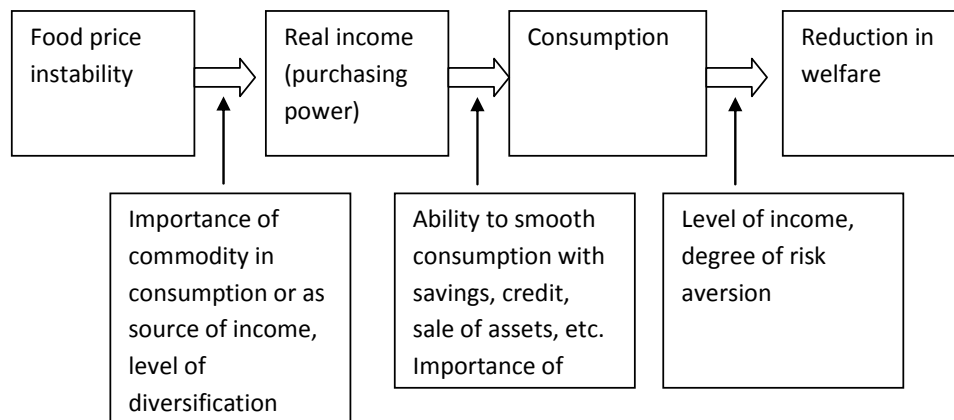 Food price
instability
Real income
(purchasing
power)
Consumption
Reduction in
welfare
Importance of
commodity in
consumption or as
source of income,
level of
diversification
Ability to smooth
consumption with
savings, credit,
sale of assets, etc.
Importance of
Level of income,
degree of risk
aversion